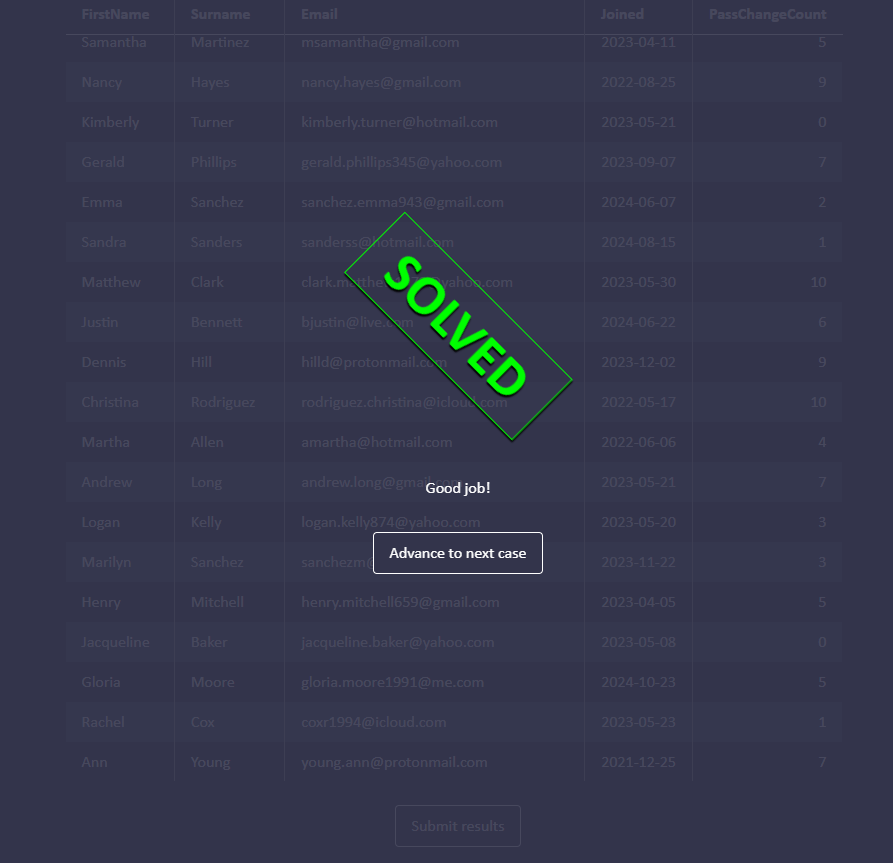 FirstName Surname Email Joined PassChangeCount
Samantha Martinez msamantha@gmail.com 2023-04-11 5
Nancy Hayes nancy.hayes@gmail.com 2022-08-25 9
Kimberly Turner kimberly.turner@hotmail.com 2023-05-21 0
Gerald Phillips gerald.phillips345@yahoo.com 2023-09-07 7
Emma Sanchez sanchez.emma943@gmail.com 2024-06-07 2
Sandra Sanders sanderss@hotmail.com 2024-08-15 1
Matthew Clark 2023-05-30 10
Justin Bennett bjustin@live.com 2024-06-22 6
Dennis Hill hilld@protonmail.com 2023-12-02 9
Christina Rodriguez rodriguez.christina@icloud.com 2022-05-17 10
SOLVED
Martha Allen amartha@hotmail.com 2022-06-06 4
Andrew Long andrew.long@gmail.com 2023-05-21 7
Good job!
Logan Kelly logan.kelly874@yahoo.com 2023-05-20 3
Marilyn Sanchez 2023-11-22 3
Advance to next case
Henry Mitchell henry.mitchell659@gmail.com 2023-04-05 5
Jacqueline Baker jacqueline.baker@yahoo.com 2023-05-08 0
Gloria Moore gloria.moore1991@me.com 2024-10-23 5
Rachel Cox coxr1994@icloud.com 2023-05-23 1
Ann Young young.ann@protonmail.com 2021-12-25 7
Submit results